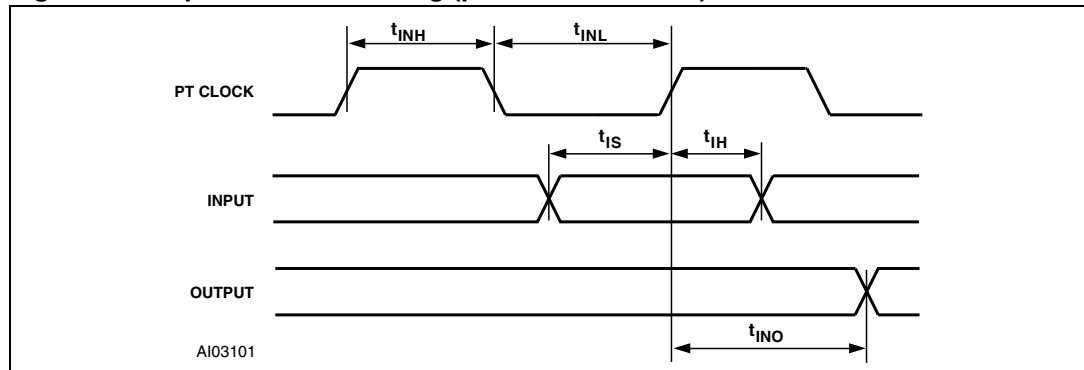 tINH
tINL
PT CLOCK
tIS
tIH
INPUT
OUTPUT
tINO
AI03101